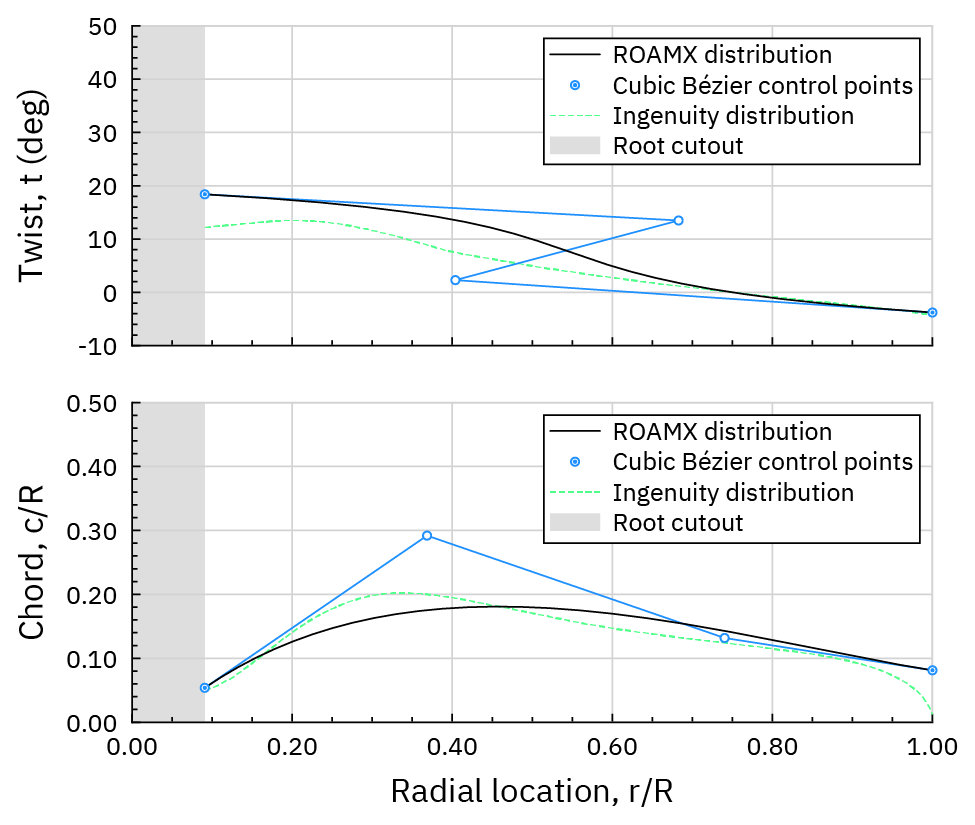 50
40
30
20
10
0
-10
Twist, t (deg)
ROAMX distribution
Cubic Bézier control points
Ingenuity distribution
Root cutout
0.50
0.40
0.30
0.20
0.10
0.00
Chord, c/R
ROAMX distribution
Cubic Bézier control points
Ingenuity distribution
Root cutout
0.00 0.20 0.40 0.60 0.80 1.00
Radial location, r/R